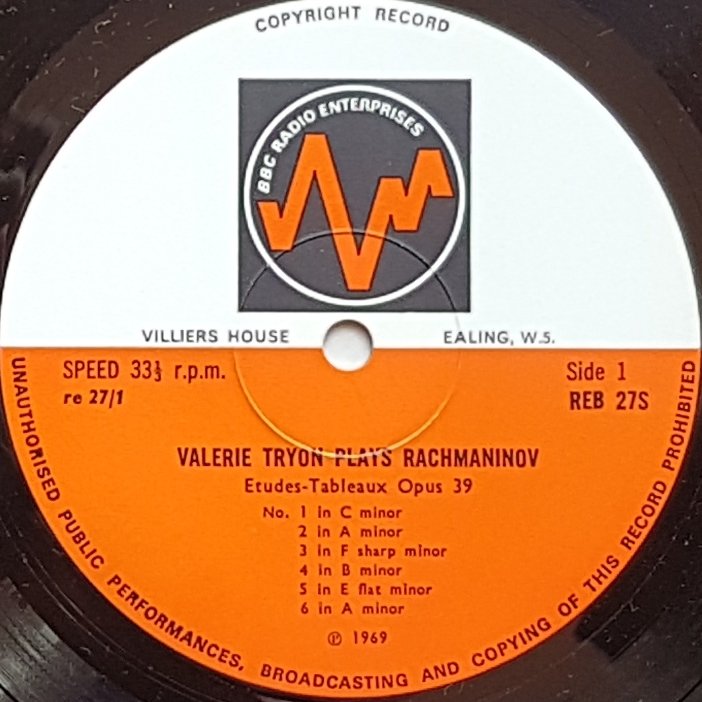 COPYRIGHT RECORD
BBC RADIO ENTERPRISES
VILLIERS HOUSE EALING, W.5.
SPEED 33⅓ r.p.m. Side 1
re 27/1 REB 27S
VALERIE TRYON PLAYS RACHMANINOV
Etudes-Tableaux Opus 39
No. 1 in C minor
2 in A minor
3 in F sharp minor
4 in B minor
5 in E flat minor
6 in A minor
℗ 1969
UNAUTHORISED PUBLIC PERFORMANCES, BROADCASTING AND COPYING OF THIS RECORD PROHIBITED